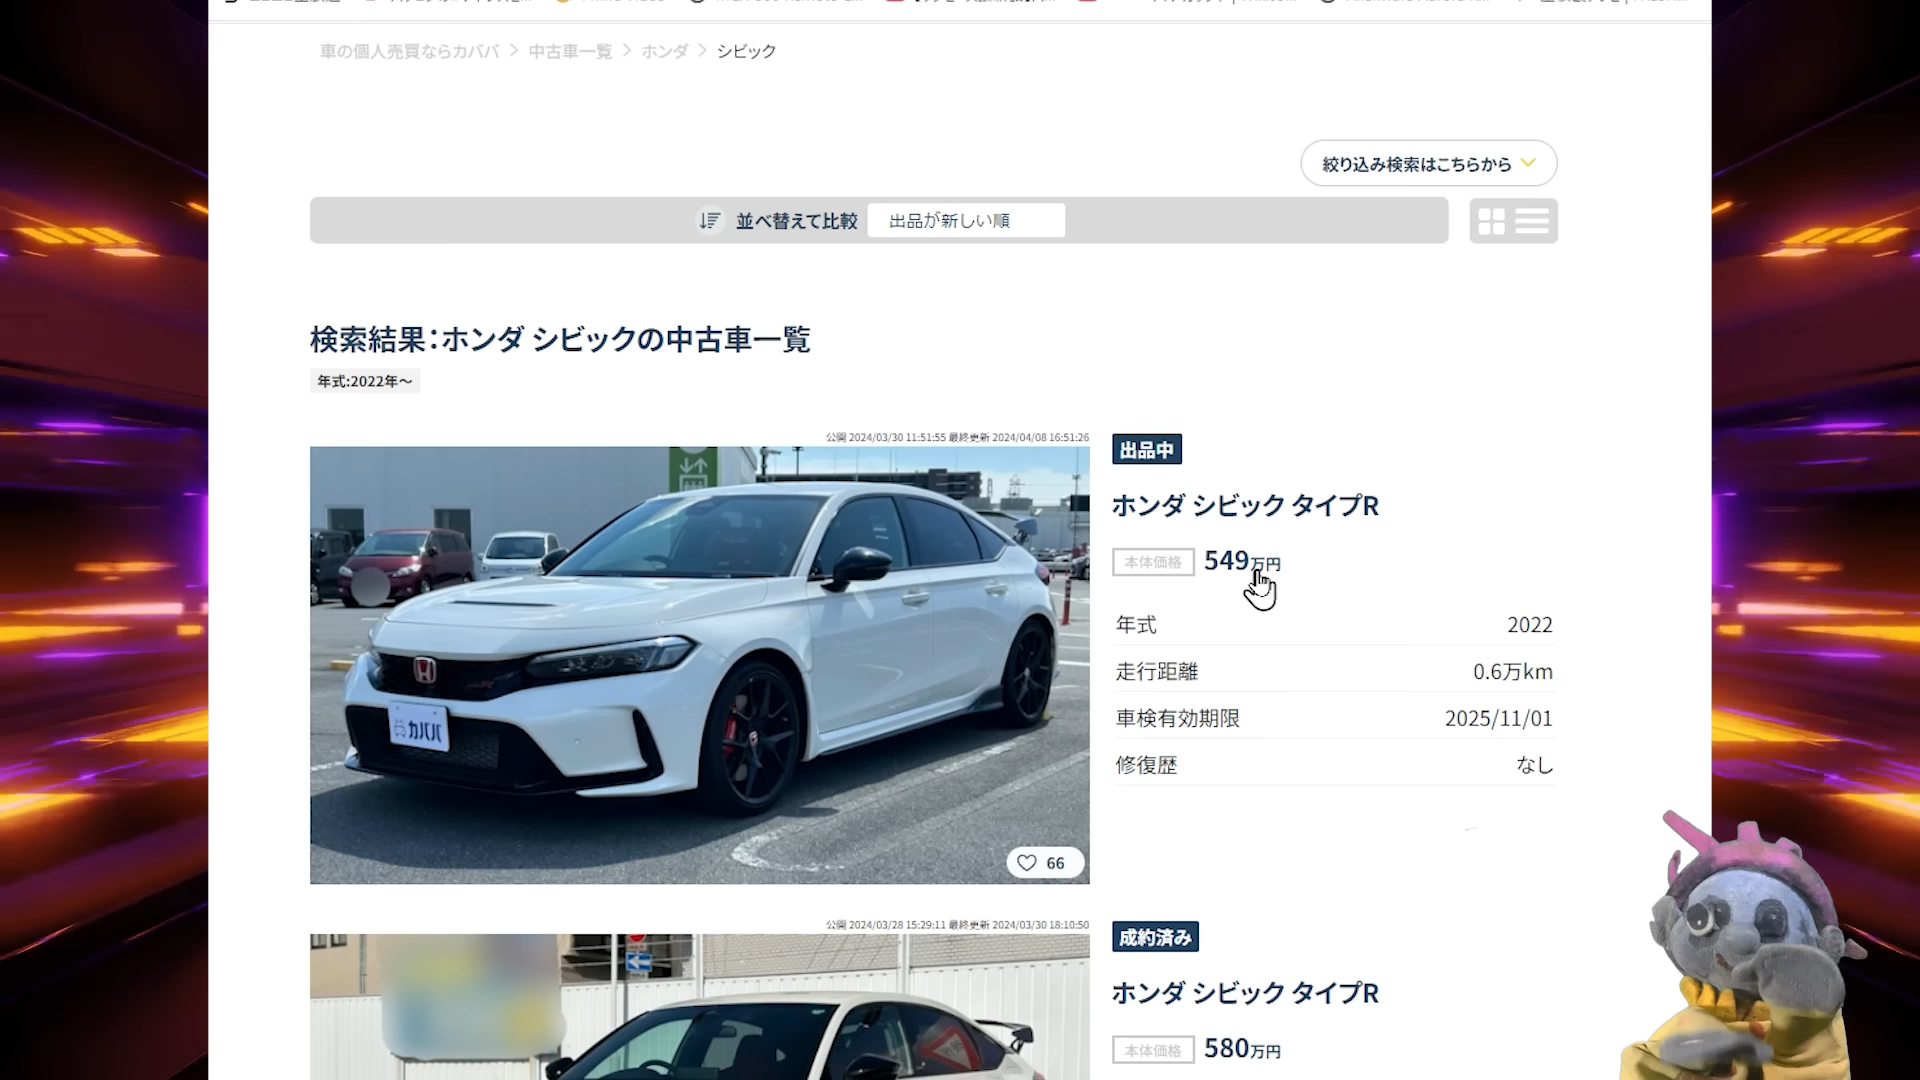 車の個人売買ならカババ > 中古車一覧 > ホンダ > シビック
絞り込み検索はこちらから
並べ替えて比較 出品が新しい順
検索結果:ホンダ シビックの中古車一覧
年式:2022年〜
公開 2024/03/30 11:51:55 最終更新 2024/04/08 16:51:26
カババ
66
出品中
ホンダ シビック タイプR
本体価格 549万円
年式 2022
走行距離 0.6万km
車検有効期限 2025/11/01
修復歴 なし
公開 2024/03/28 15:29:11 最終更新 2024/03/30 18:10:50
成約済み
ホンダ シビック タイプR
本体価格 580万円